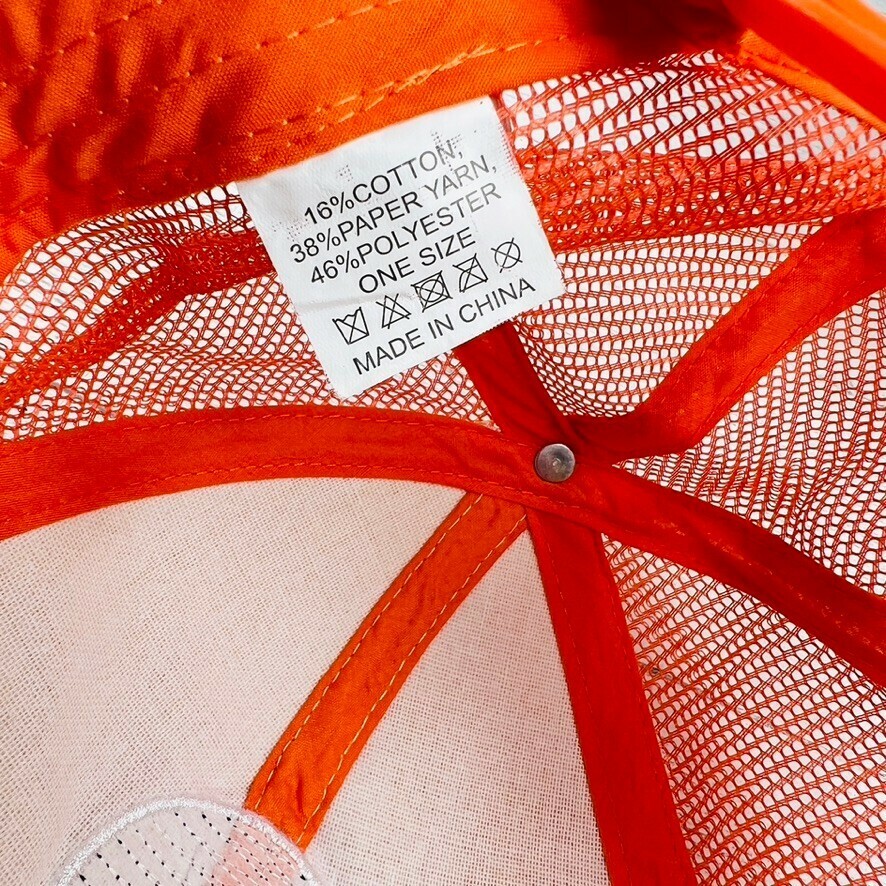 16%COTTON,
38%PAPER YARN,
46%POLYESTER
ONE SIZE
MADE IN CHINA